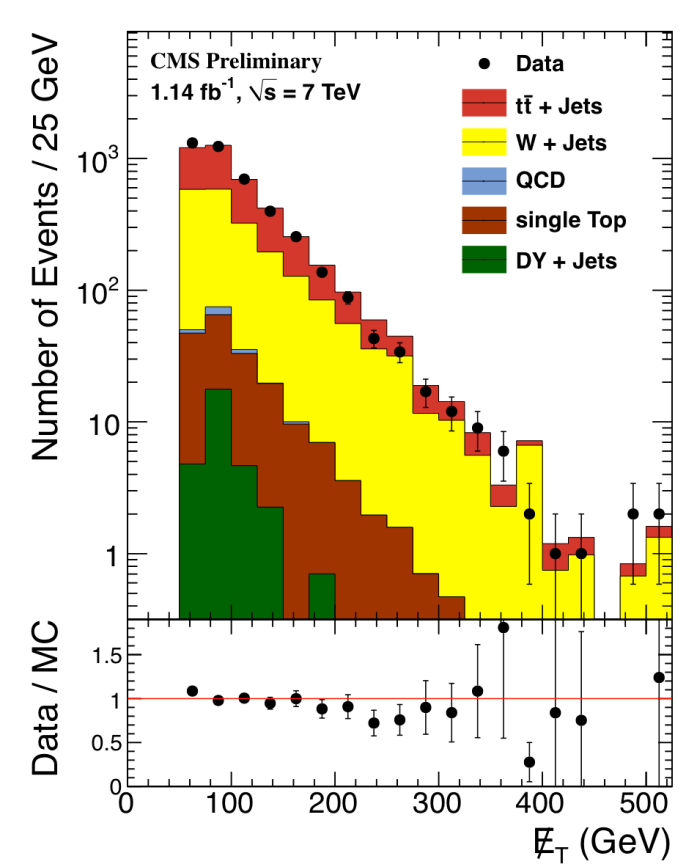 CMS Preliminary
1.14 fb⁻¹, √s = 7 TeV
Data
tt̄ + Jets
W + Jets
QCD
single Top
DY + Jets
Number of Events / 25 GeV
10³
10²
10
1
Data / MC
1.5
1
0.5
0
0 100 200 300 400 500
E̸_T (GeV)